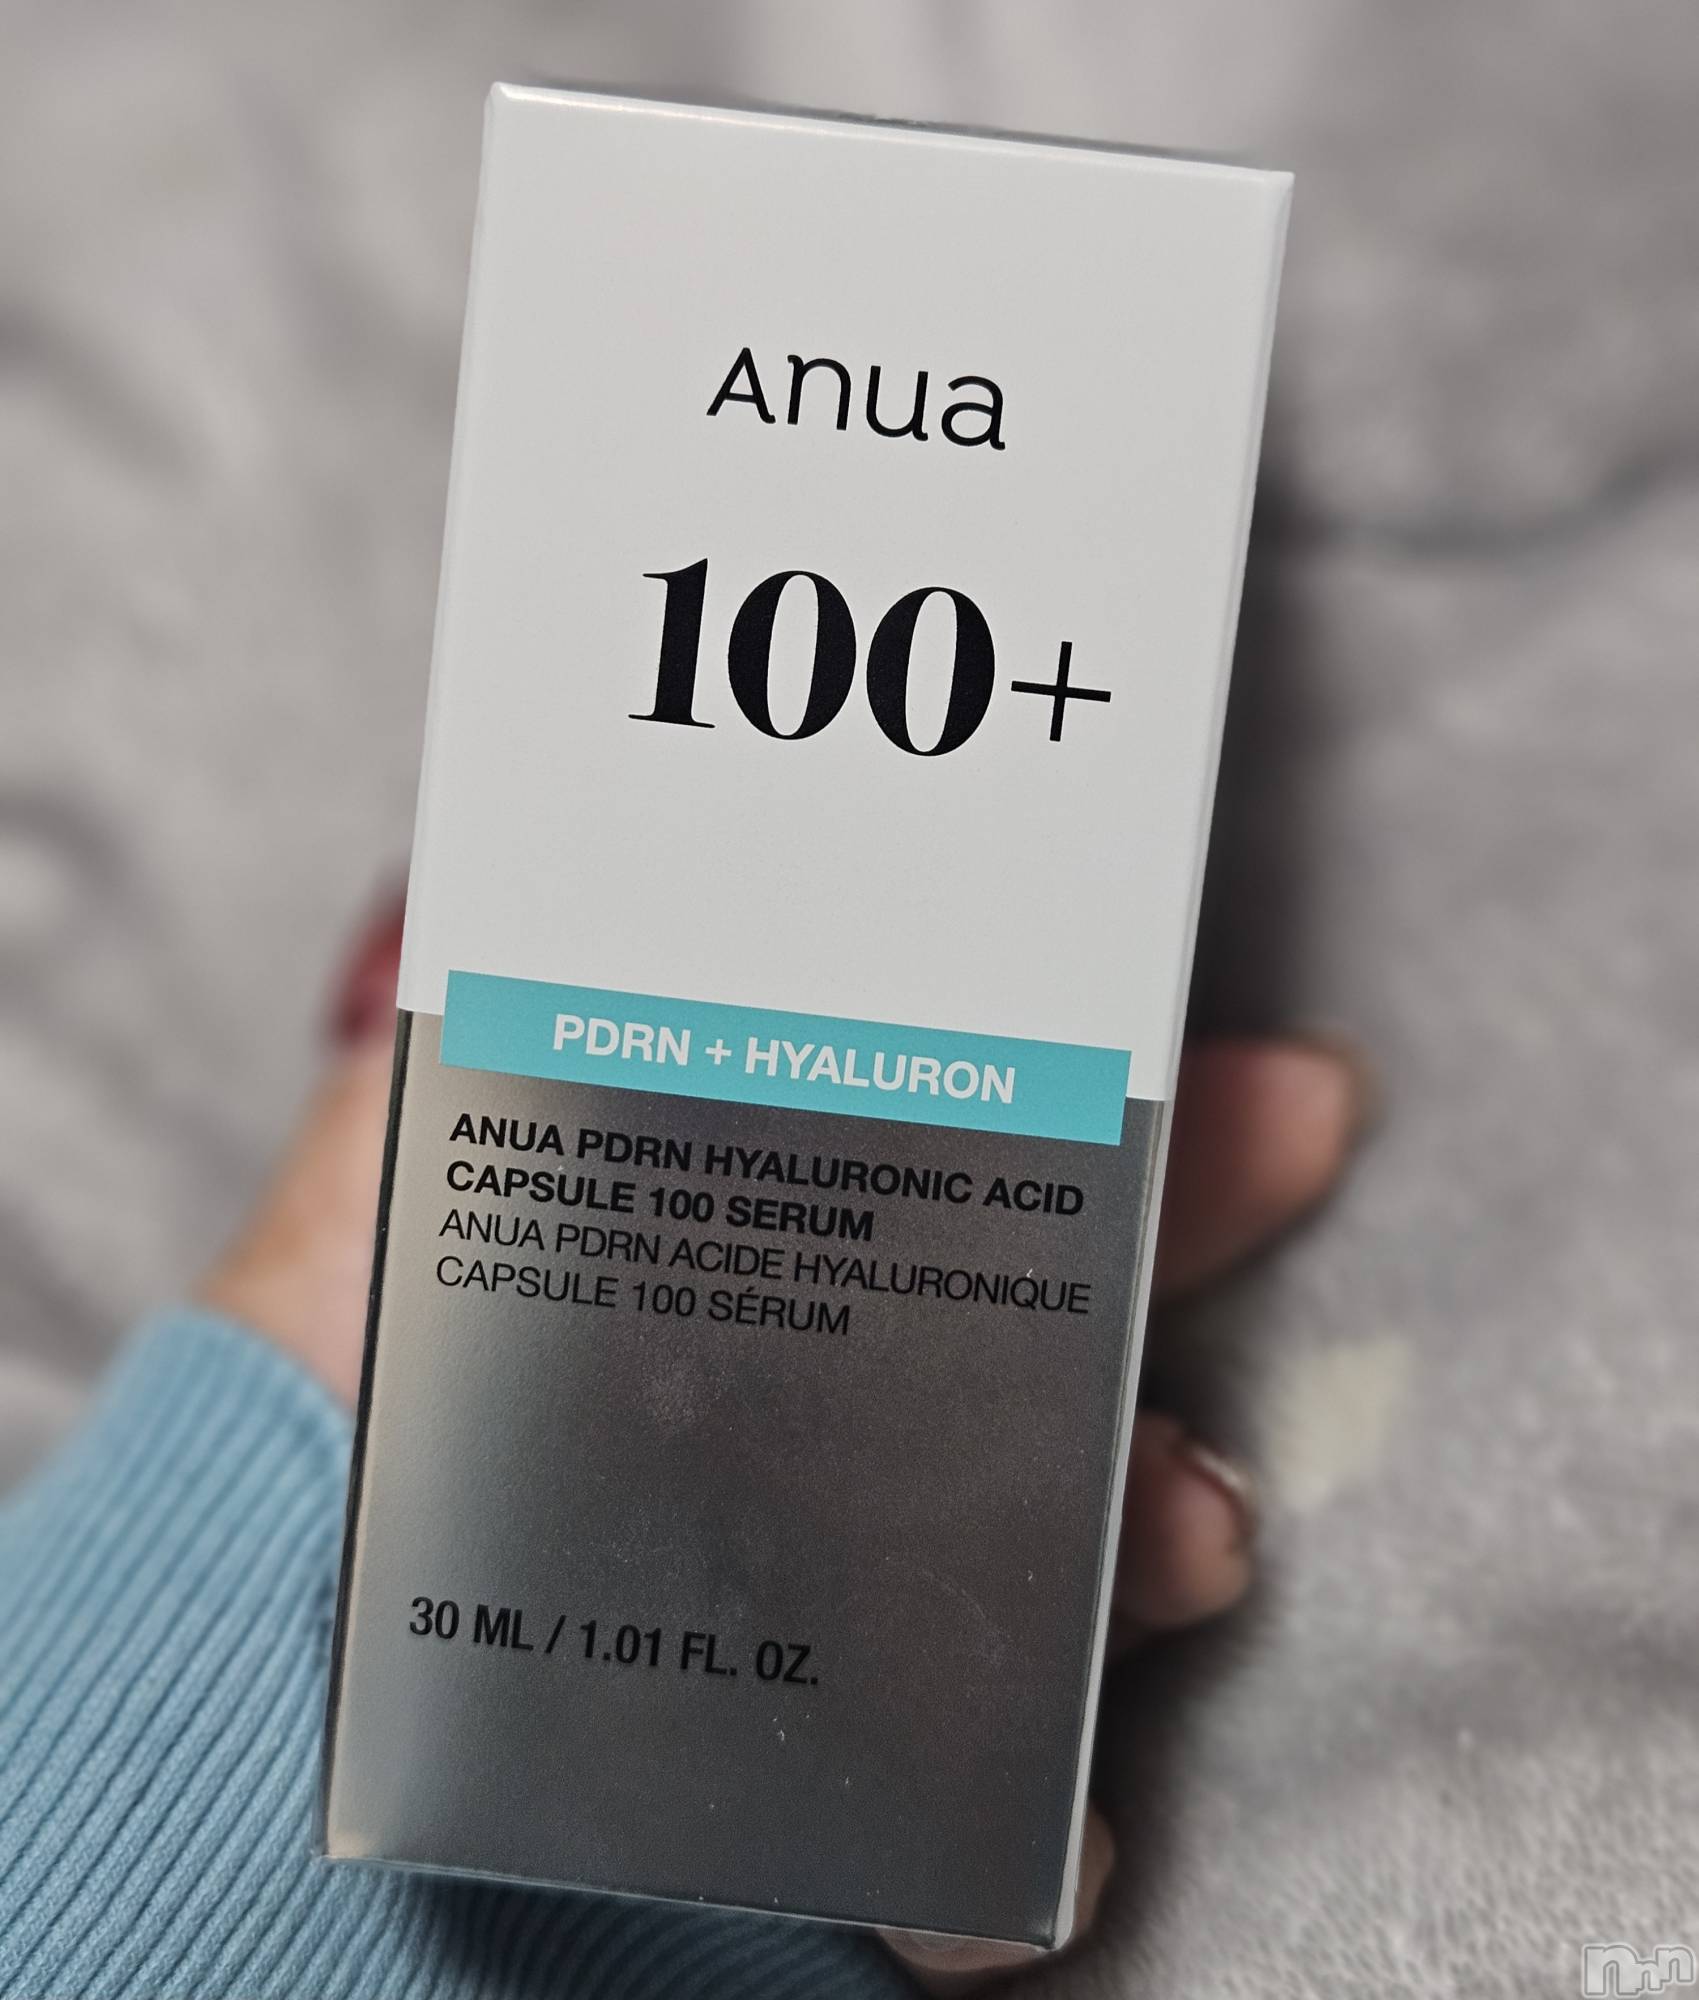 Anua
100+
PDRN + HYALURON
ANUA PDRN HYALURONIC ACID
CAPSULE 100 SERUM
ANUA PDRN ACIDE HYALURONIQUE
CAPSULE 100 SÉRUM
30 ML / 1.01 FL. OZ.
nnn